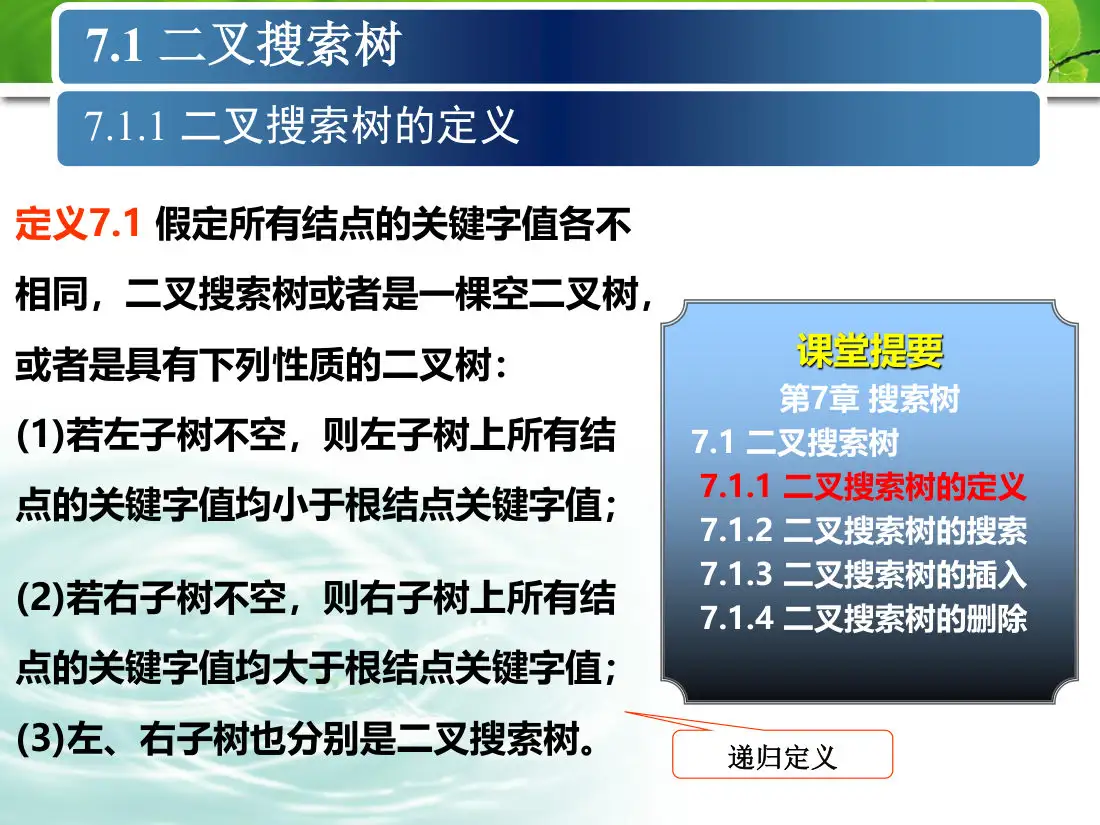 7.1 二叉搜索树
7.1.1 二叉搜索树的定义
定义7.1 假定所有结点的关键字值各不
相同，二叉搜索树或者是一棵空二叉树，
或者是具有下列性质的二叉树：
(1)若左子树不空，则左子树上所有结
点的关键字值均小于根结点关键字值；
(2)若右子树不空，则右子树上所有结
点的关键字值均大于根结点关键字值；
(3)左、右子树也分别是二叉搜索树。
课堂提要
第7章 搜索树
7.1 二叉搜索树
7.1.1 二叉搜索树的定义
7.1.2 二叉搜索树的搜索
7.1.3 二叉搜索树的插入
7.1.4 二叉搜索树的删除
递归定义